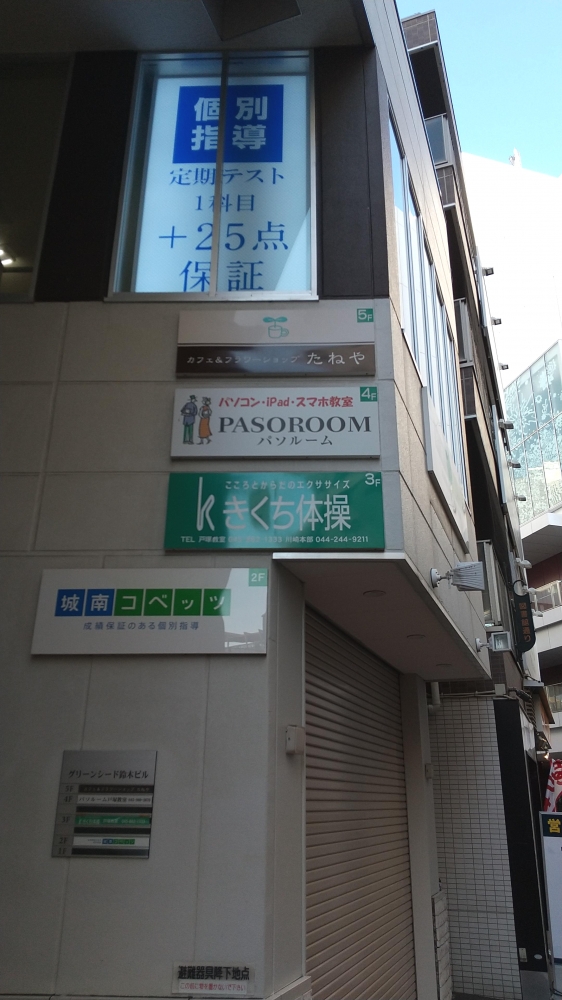 個別
指導
定期テスト
1科目
+25点
保証
5F
カフェ&フラワーショップ たねや
4F
パソコン・iPad・スマホ教室
PASOROOM
パソルーム
3F
こころとからだのエクササイズ
kきくち体操
川崎本部 044-244-9211
2F
城南コベッツ
成績保証のある個別指導
グリーンシード鈴木ビル
避難器具降下地点
営